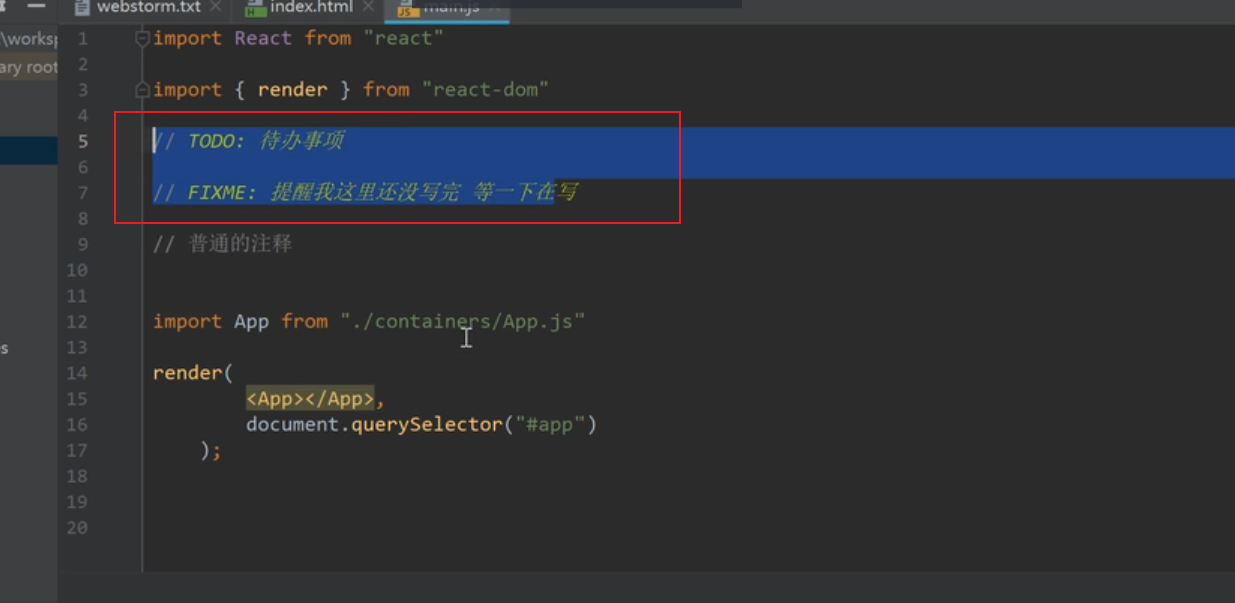 webstorm.txt
index.html
main.js
\worksp
ary root
1 import React from "react"
2
3 import { render } from "react-dom"
4
5 // TODO: 待办事项
6
7 // FIXME: 提醒我这里还没写完 等一下在写
8
9 // 普通的注释
10
11
12 import App from "./containers/App.js"
13
s
14 render(
15 <App></App>,
16 document.querySelector("#app")
17 );
18
19
20